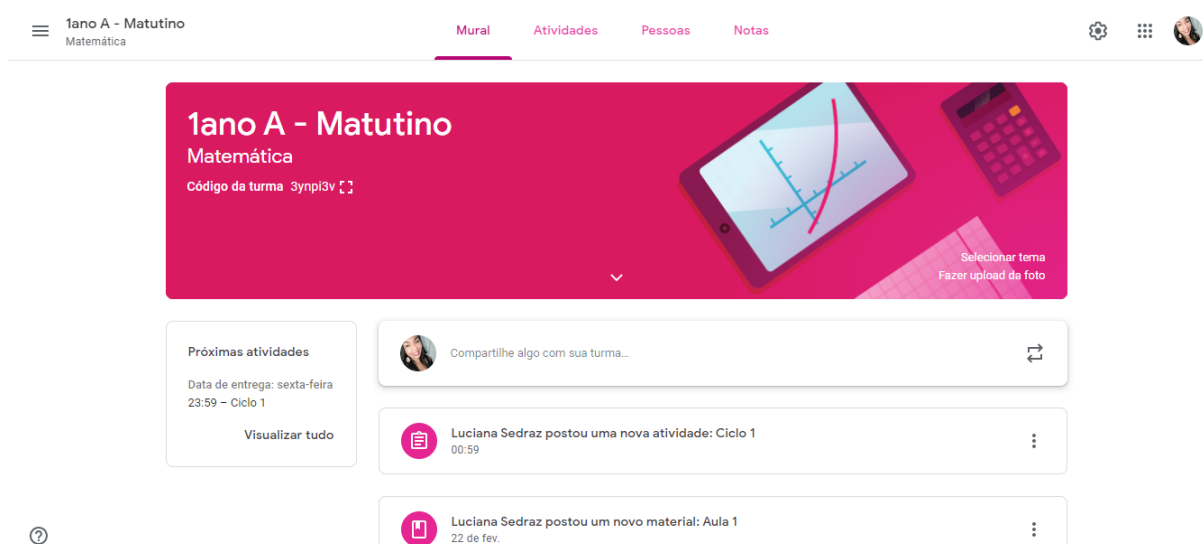 1ano A - Matutino
Matemática
Mural
Atividades
Pessoas
Notas
1ano A - Matutino
Matemática
Código da turma 3ynpi3v
Selecionar tema
Fazer upload da foto
Próximas atividades
Data de entrega: sexta-feira
23:59 – Ciclo 1
Visualizar tudo
Compartilhe algo com sua turma...
Luciana Sedraz postou uma nova atividade: Ciclo 1
00:59
Luciana Sedraz postou um novo material: Aula 1
22 de fev.